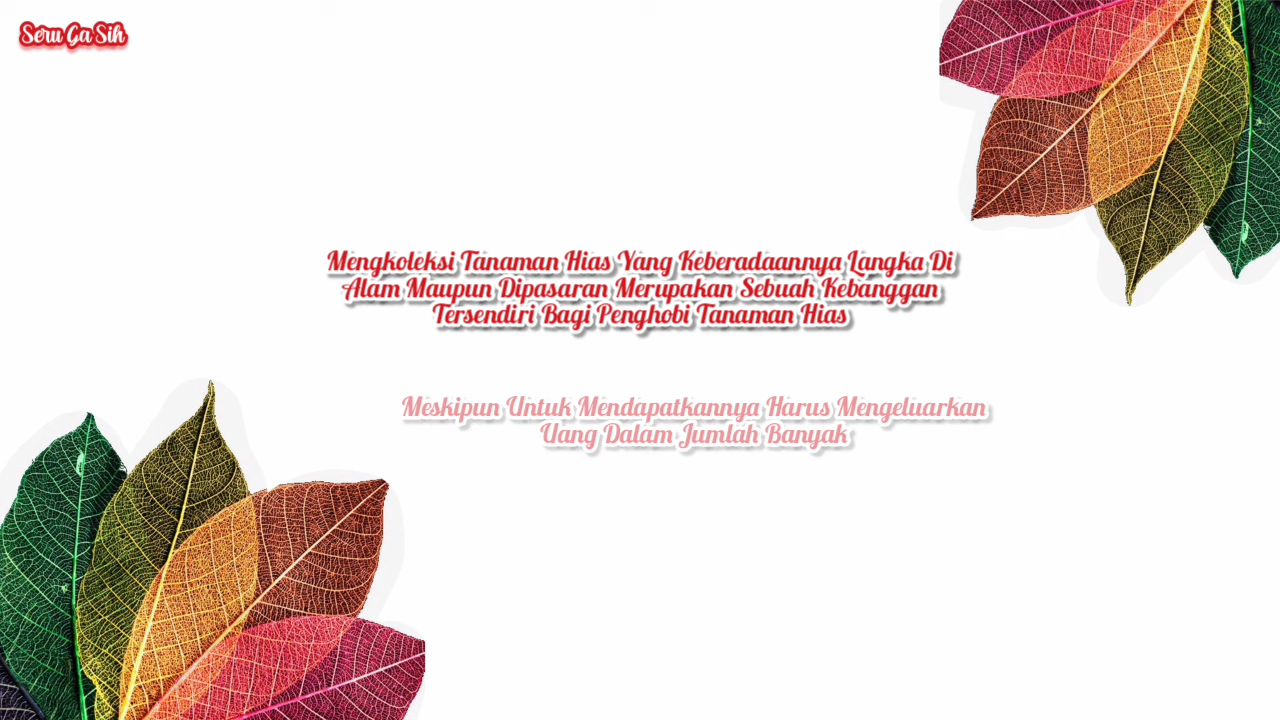 Seru Ga Sih
Mengkoleksi Tanaman Hias Yang Keberadaannya Langka Di
Alam Maupun Dipasaran Merupakan Sebuah Kebanggan
Tersendiri Bagi Penghobi Tanaman Hias
Meskipun Untuk Mendapatkannya Harus Mengeluarkan
Uang Dalam Jumlah Banyak